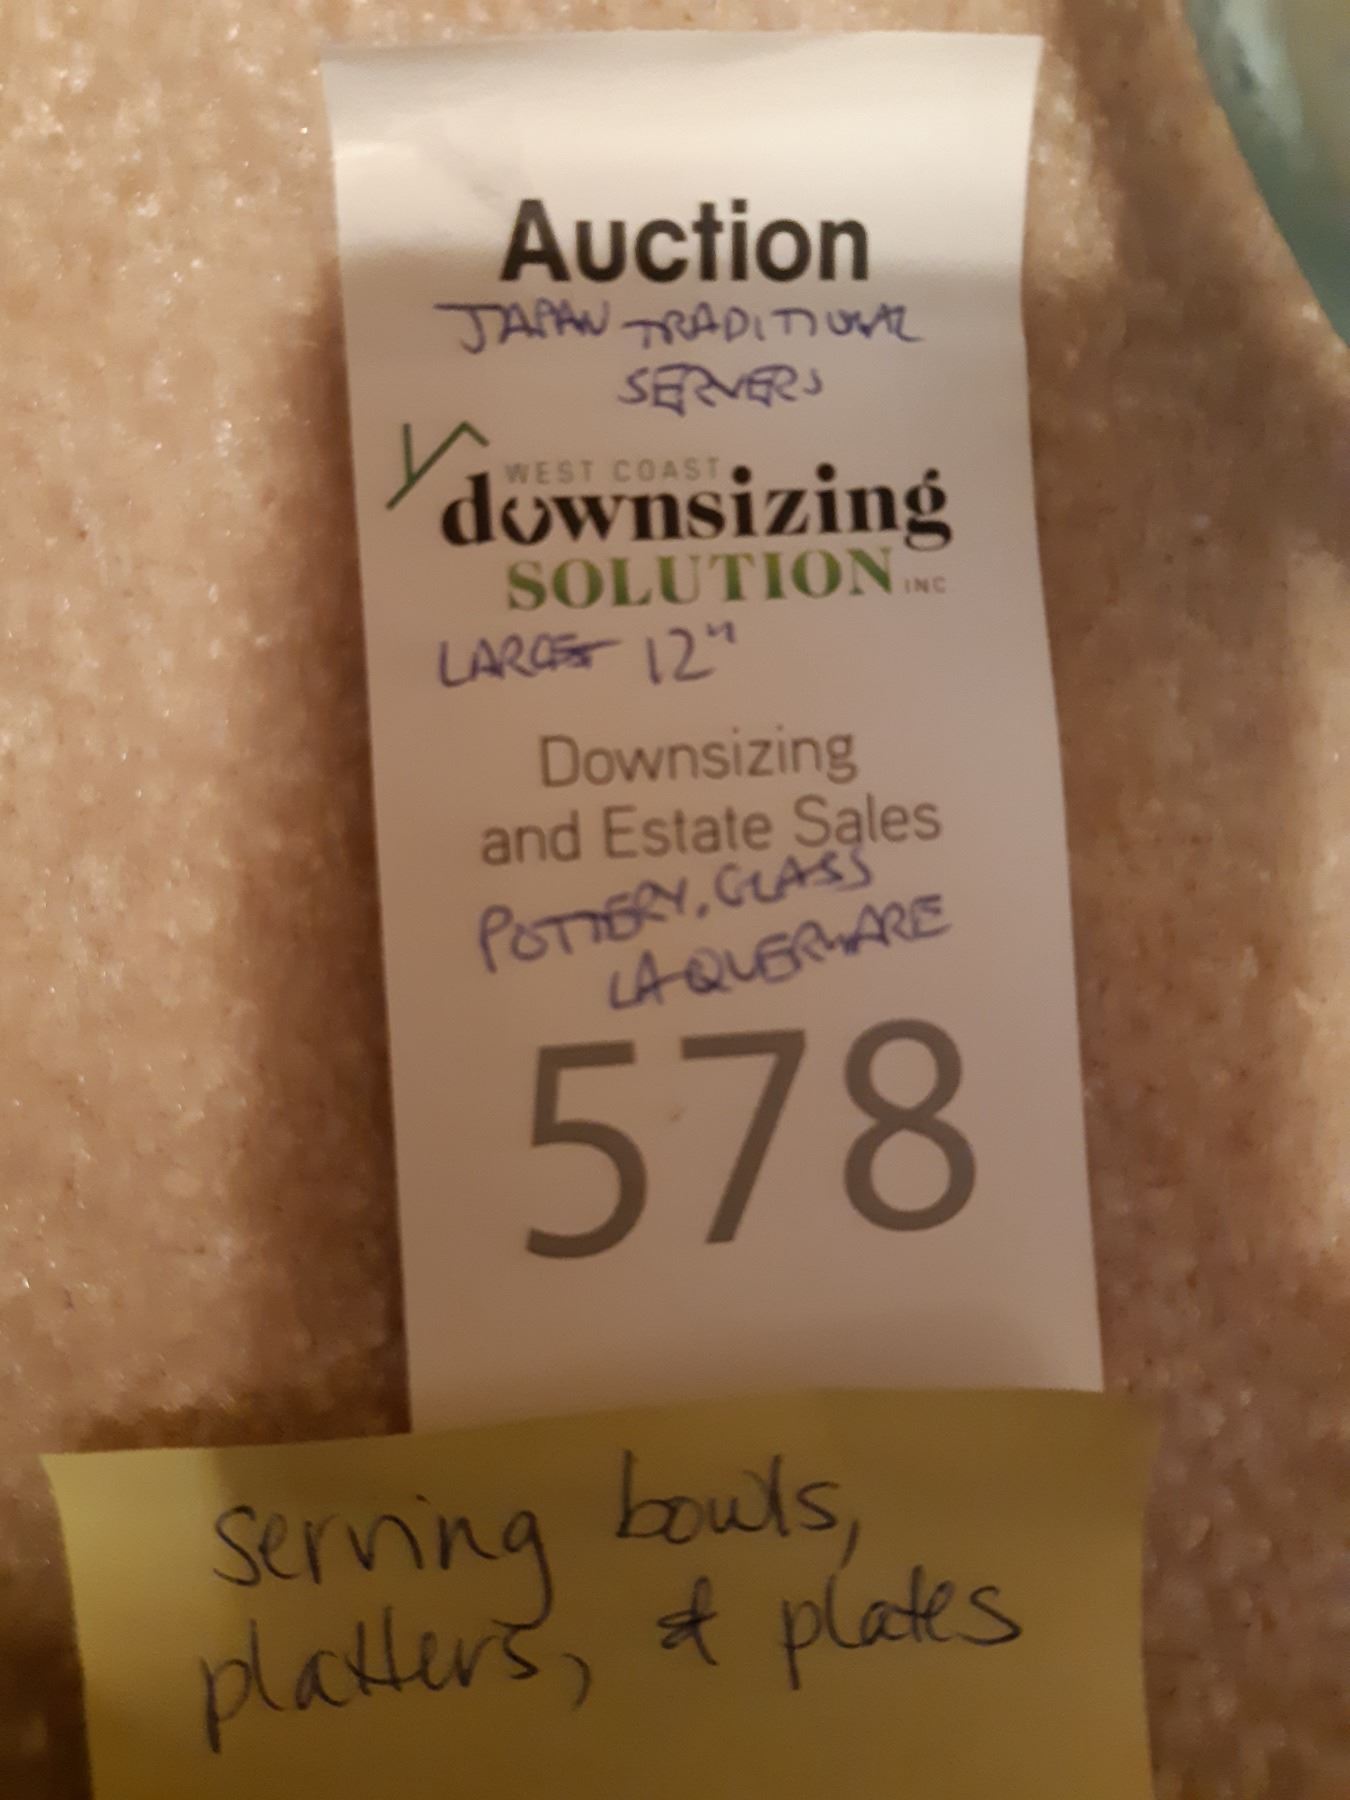 Auction
JAPAN TRADITIONAL
SERVERS
WEST COAST
downsizing
SOLUTION INC
LARGEST 12"
Downsizing
and Estate Sales
POTTERY, GLASS
LAQUERWARE
578
serving bowls,
platters, & plates